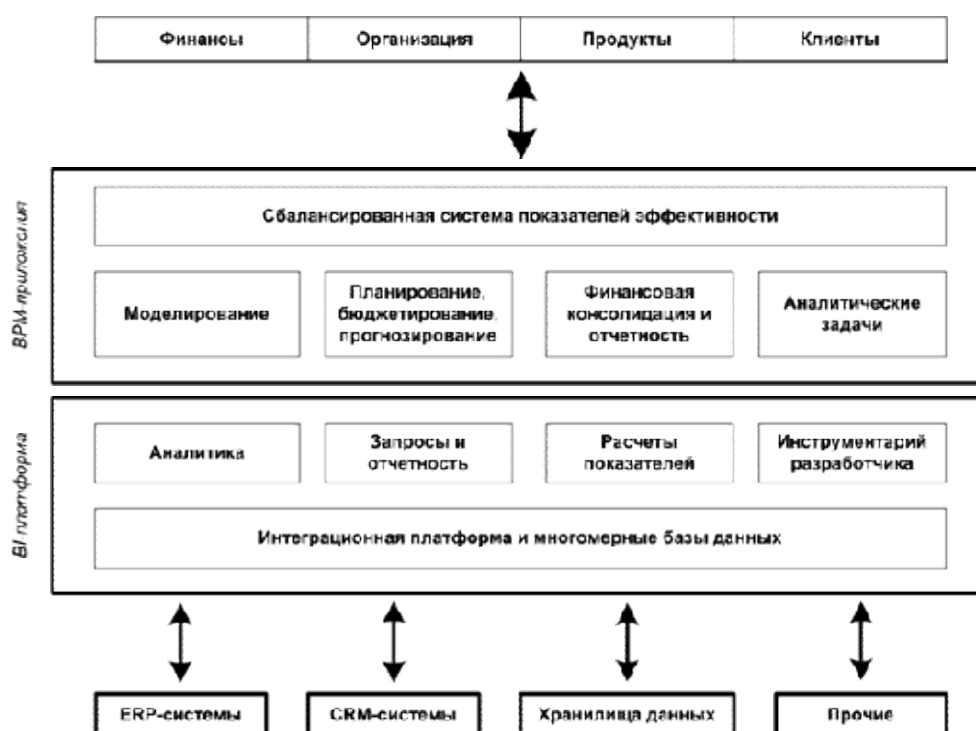 Финансы
Организация
Продукты
Клиенты
BPM-приложения
Сбалансированная система показателей эффективности
Моделирование
Планирование,
бюджетирование,
прогнозирование
Финансовая
консолидация и
отчетность
Аналитические
задачи
BI-платформа
Аналитика
Запросы и
отчетность
Расчеты
показателей
Инструментарий
разработчика
Интеграционная платформа и многомерные базы данных
ERP-системы
CRM-системы
Хранилища данных
Прочие